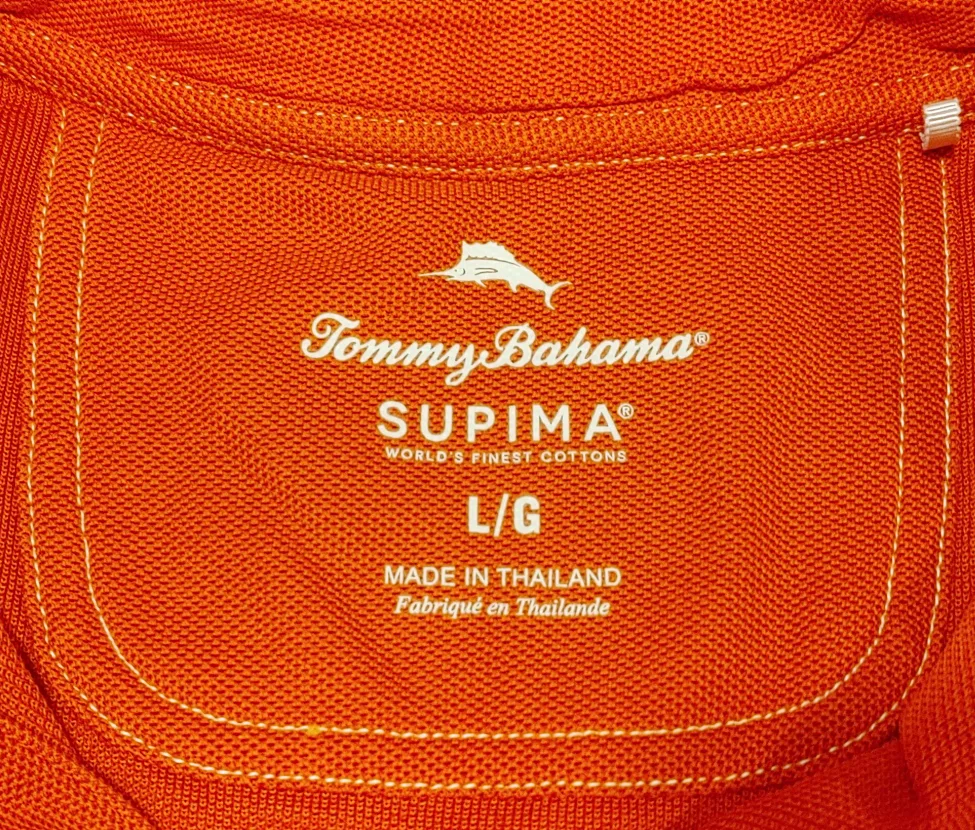 Tommy Bahama®
SUPIMA®
WORLD'S FINEST COTTONS
L/G
MADE IN THAILAND
Fabriqué en Thailande